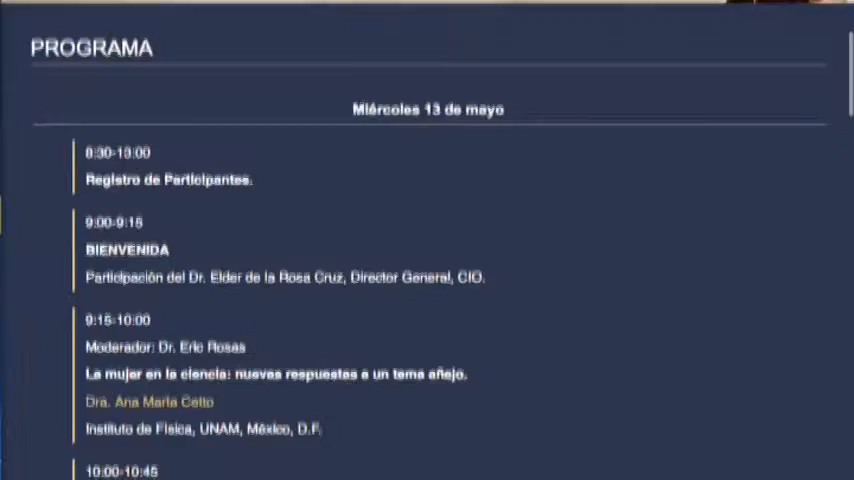 PROGRAMA
Miércoles 13 de mayo
8:30-13:00
Registro de Participantes.
9:00-9:15
BIENVENIDA
Participación del Dr. Elder de la Rosa Cruz, Director General, CIO.
9:15-10:00
Moderador: Dr. Eric Rosas
La mujer en la ciencia: nuevas respuestas a un tema añejo.
Dra. Ana María Cetto
Instituto de Física, UNAM, México, D.F.
10:00-10:45